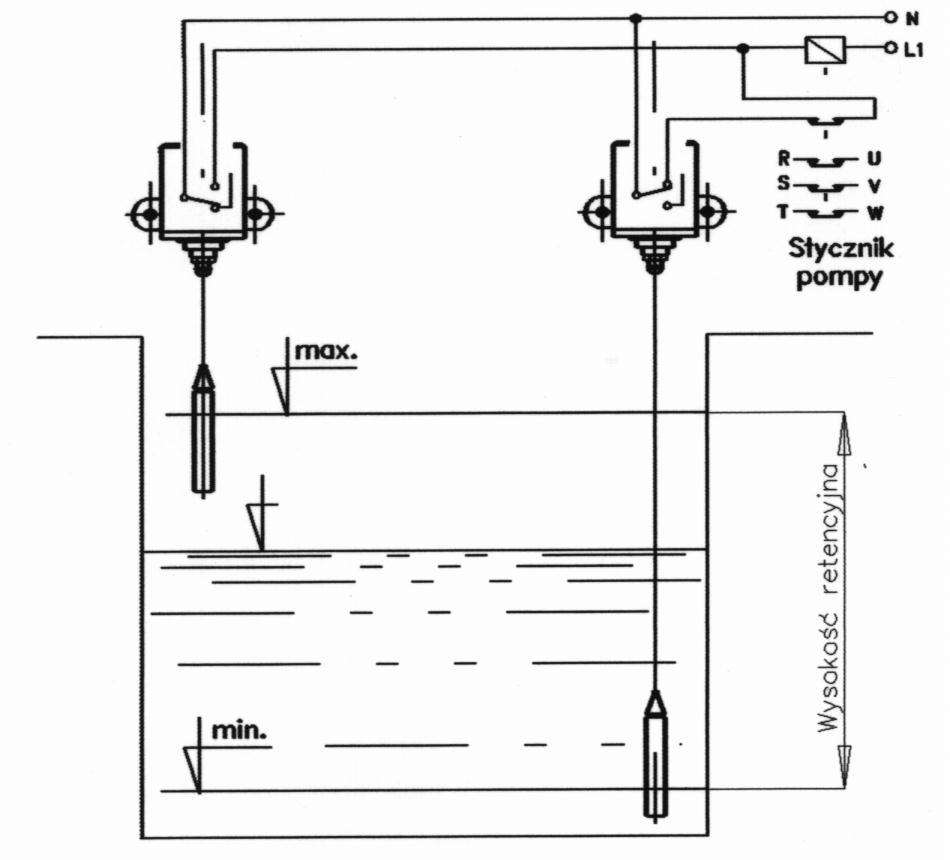 N
L1
R U
S V
T W
Stycznik
pompy
max.
min.
Wysokość retencyjna